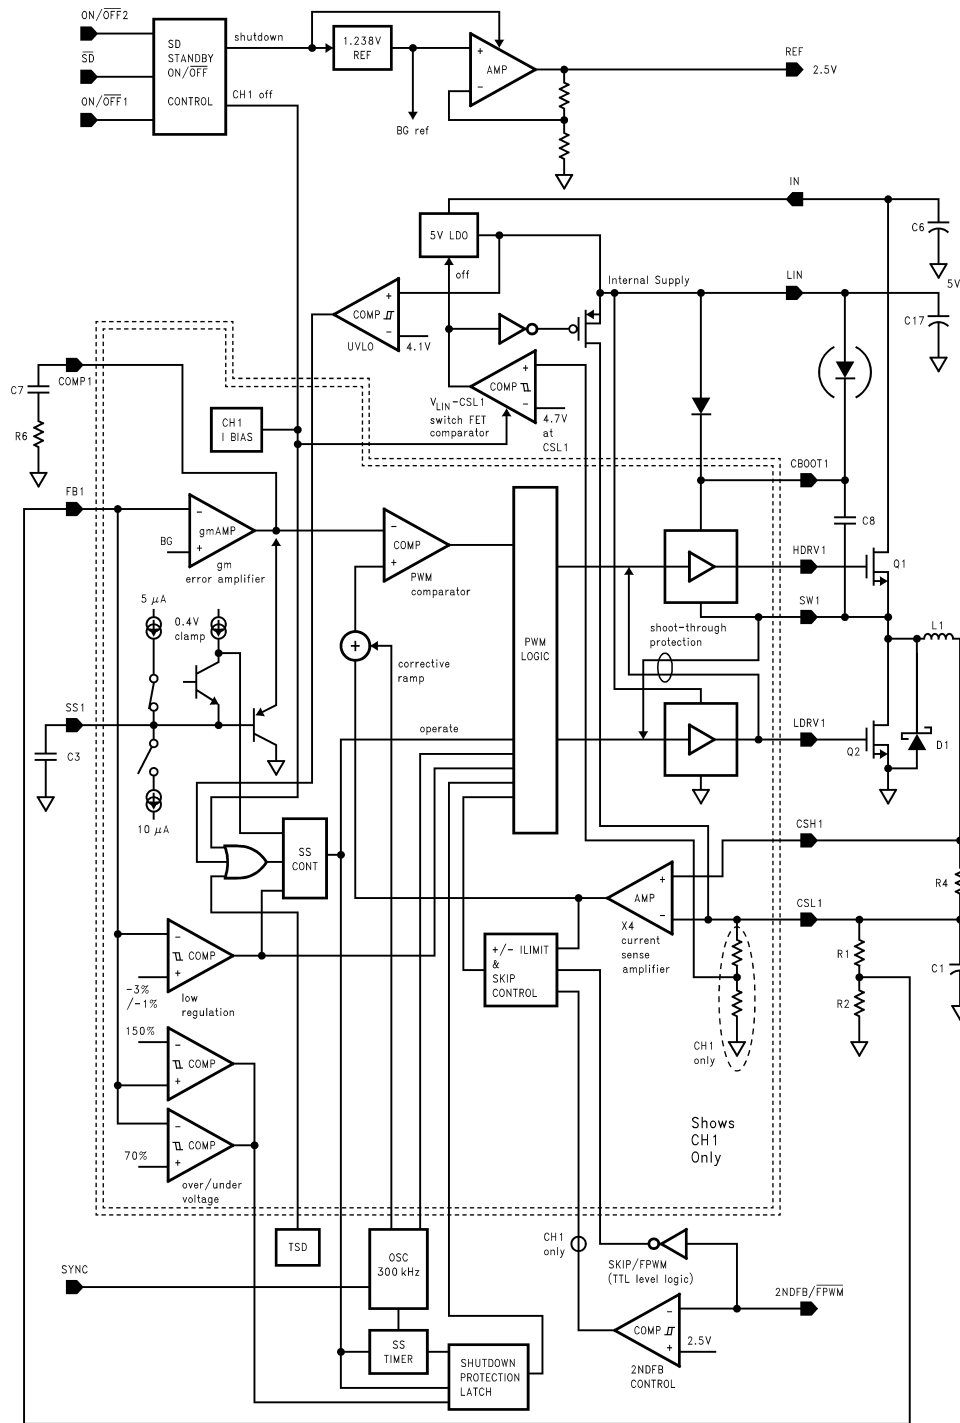 ON/OFF2
SD
STANDBY
ON/OFF
CONTROL
SD
ON/OFF1
shutdown
CH1 off
1.238V
REF
BG ref
+
AMP
-
REF
2.5V
IN
C6
5V LDO
off
Internal Supply
LIN
5V
C17
+
COMP
-
UVLO
4.1V
+
COMP
-
VLIN-CSL1
switch FET
comparator
4.7V
at
CSL1
C7
COMP1
R6
CH1
I BIAS
CBOOT1
C8
FB1
-
gmAMP
+
BG
gm
error amplifier
-
COMP
+
PWM
comparator
HDRV1
Q1
SW1
L1
PWM
LOGIC
shoot-through
protection
5 µA
0.4V
clamp
+
corrective
ramp
SS1
C3
10 µA
operate
LDRV1
Q2
D1
SS
CONT
CSH1
+
AMP
-
X4
current
sense
amplifier
R4
CSL1
R1
R2
C1
+/- ILIMIT
&
SKIP
CONTROL
-
COMP
+
-3%
/-1%
low
regulation
CH1
only
150%
-
COMP
+
-
COMP
+
70%
over/under
voltage
Shows
CH1
Only
TSD
OSC
300 kHz
SYNC
CH1
only
SKIP/FPWM
(TTL level logic)
2NDFB/FPWM
-
COMP
+
2.5V
2NDFB
CONTROL
SS
TIMER
SHUTDOWN
PROTECTION
LATCH